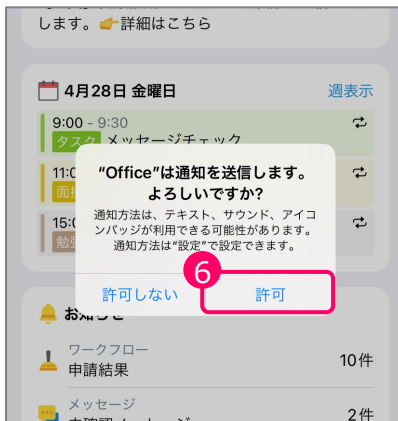 します。👉詳細はこちら
4月28日 金曜日 週表示
9:00 - 9:30
タスク メッセージチェック
11:0
15:0
“Office”は通知を送信します。
よろしいですか?
通知方法は、テキスト、サウンド、アイコ
ンバッジが利用できる可能性があります。
通知方法は“設定”で設定できます。
6
許可しない 許可
お知らせ
ワークフロー
申請結果 10件
メッセージ
2件